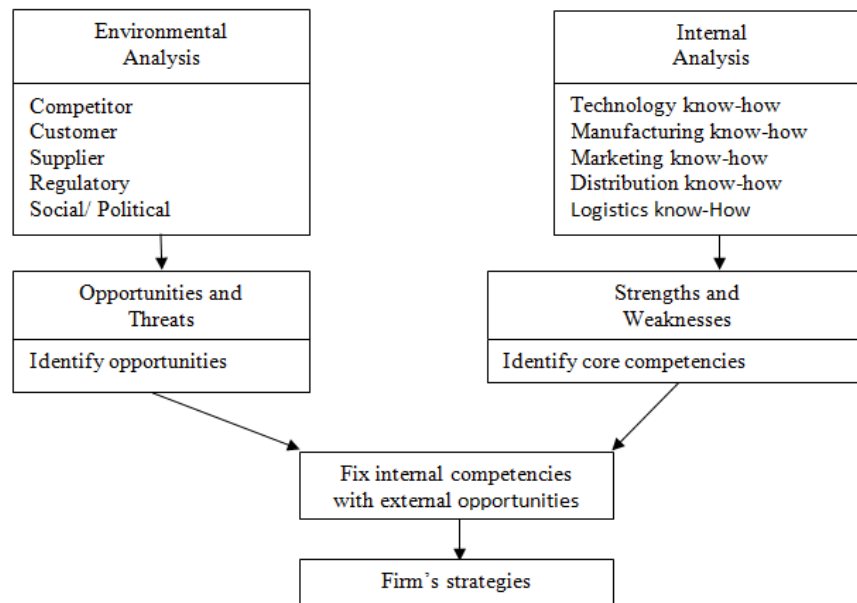 Environmental
Analysis
Competitor
Customer
Supplier
Regulatory
Social/ Political
Internal
Analysis
Technology know-how
Manufacturing know-how
Marketing know-how
Distribution know-how
Logistics know-How
Opportunities and
Threats
Identify opportunities
Strengths and
Weaknesses
Identify core competencies
Fix internal competencies
with external opportunities
Firm's strategies